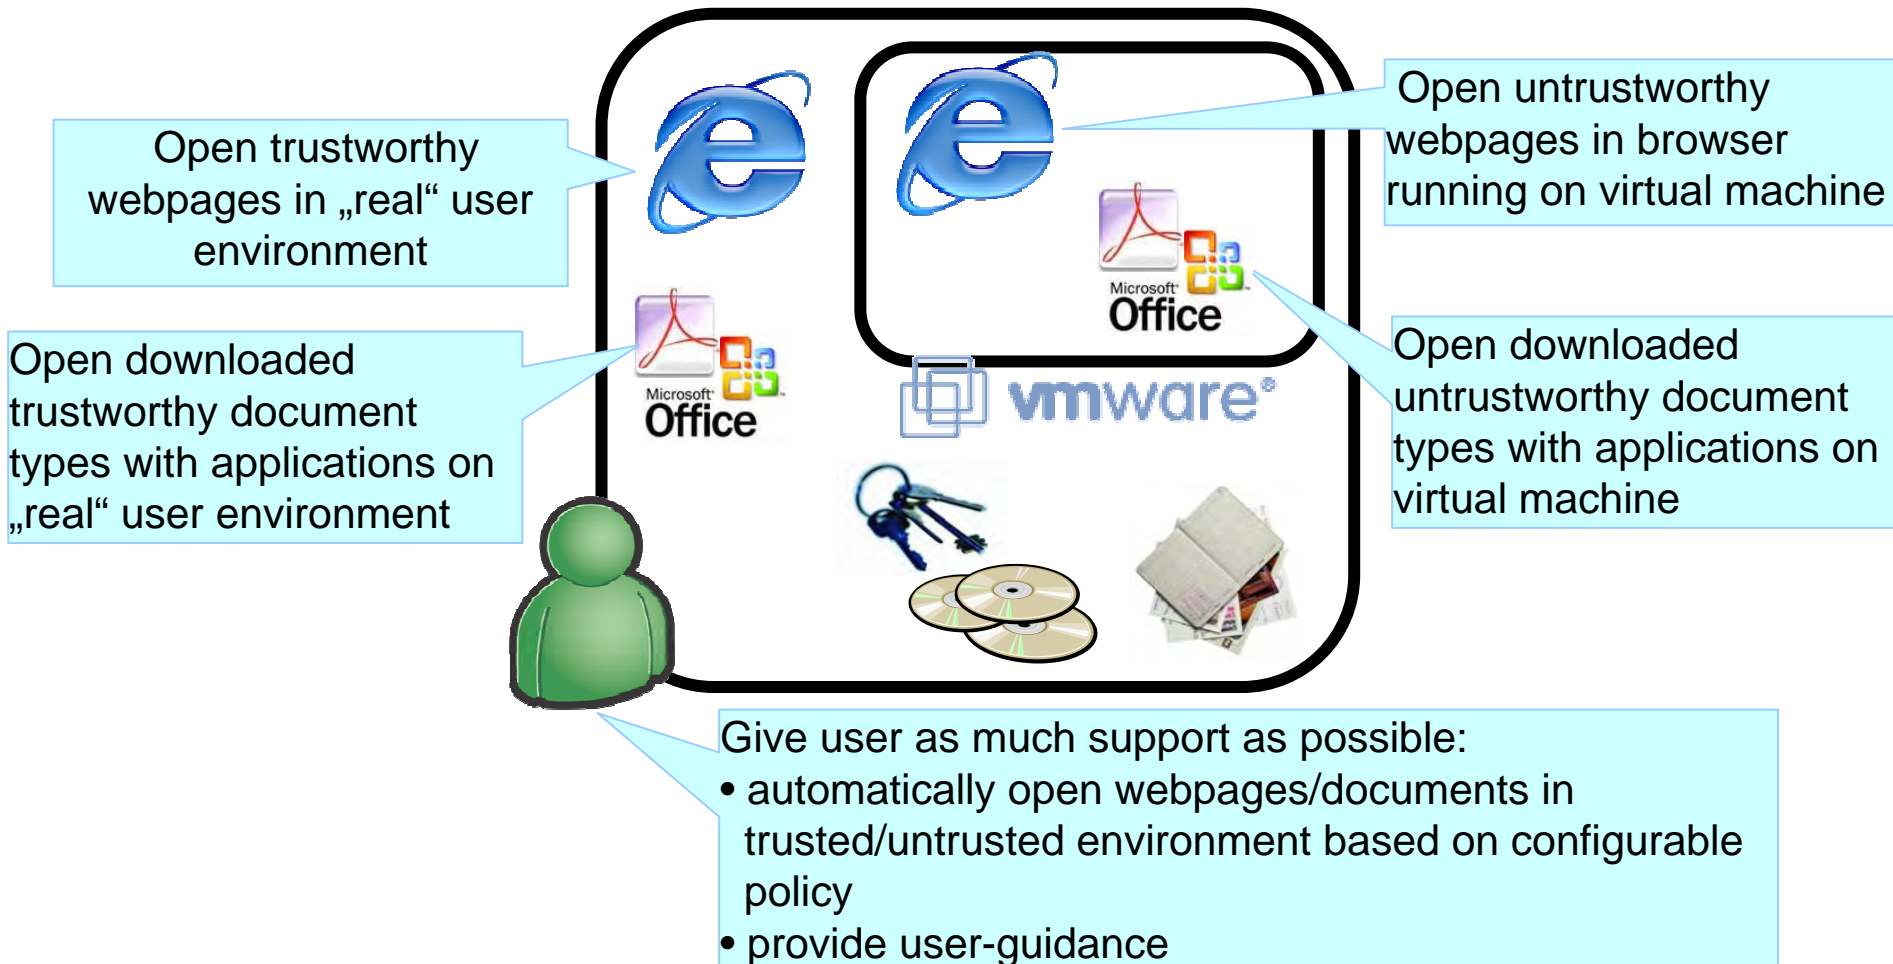 Open trustworthy
webpages in „real“ user
environment
Open untrustworthy
webpages in browser
running on virtual machine
Microsoft®
Office
Microsoft®
Office
™
vmware®
Open downloaded
trustworthy document
types with applications on
„real“ user environment
Open downloaded
untrustworthy document
types with applications on
virtual machine
Give user as much support as possible:
• automatically open webpages/documents in
trusted/untrusted environment based on configurable
policy
• provide user-guidance